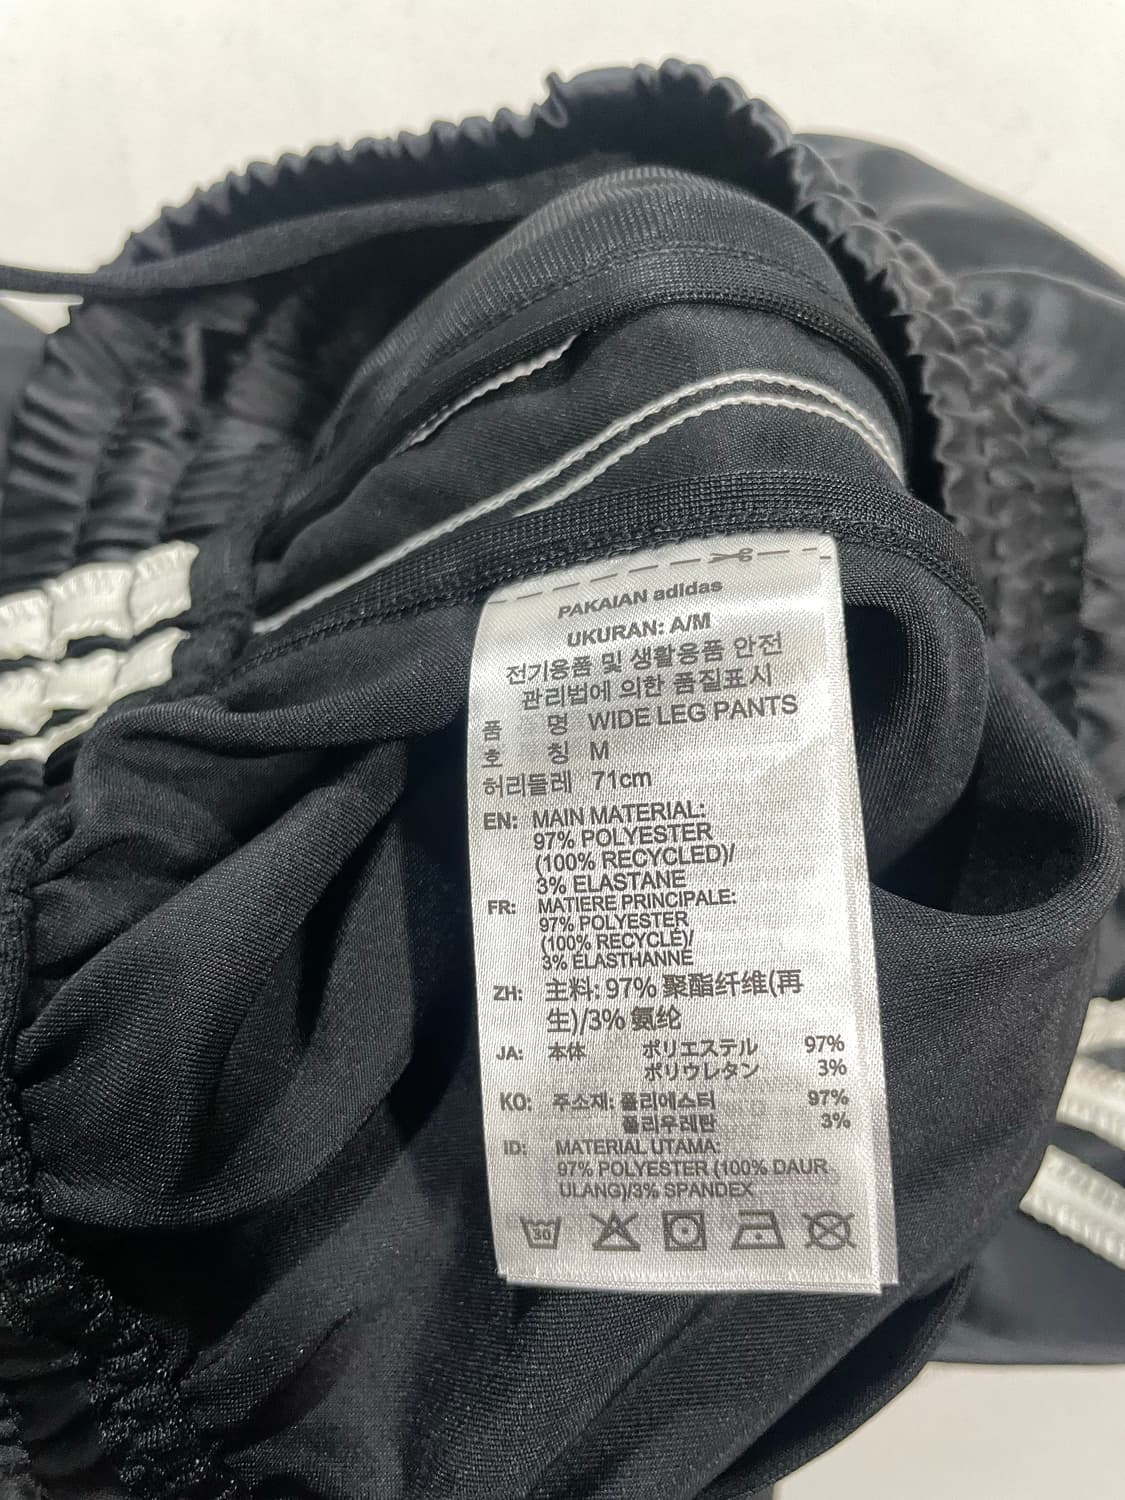 PAKAIAN adidas
UKURAN: A/M
전기용품 및 생활용품 안전
관리법에 의한 품질표시
품 명 WIDE LEG PANTS
호 칭 M
허리둘레 71cm
EN: MAIN MATERIAL:
97% POLYESTER
(100% RECYCLED)/
3% ELASTANE
FR: MATIERE PRINCIPALE:
97% POLYESTER
(100% RECYCLÉ)/
3% ÉLASTHANNE
ZH: 主料: 97% 聚酯纤维(再
生)/3% 氨纶
JA: 本体 ポリエステル 97%
ポリウレタン 3%
KO: 주소재: 폴리에스터 97%
폴리우레탄 3%
ID: MATERIAL UTAMA:
97% POLYESTER (100% DAUR
ULANG)/3% SPANDEX
30